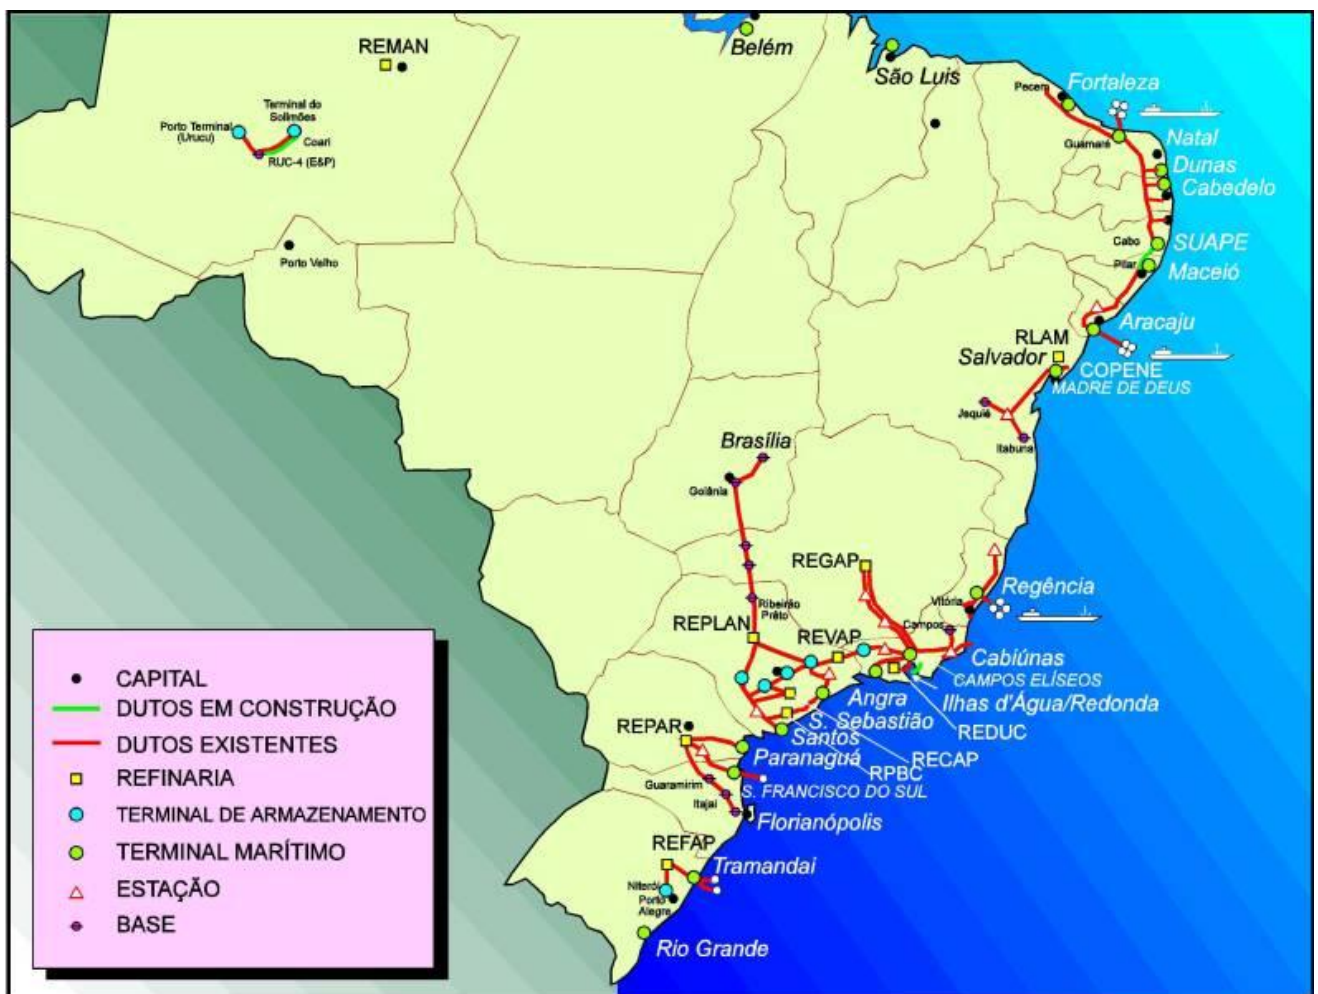 REMAN
Belém
São Luis
Fortaleza
Pecem
Terminal do
Solimões
Porto Terminal
(Urucu)
Coari
RUC-4 (E&P)
Guamaré
Natal
Dunas
Cabedelo
Cabo
SUAPE
Pilar
Maceió
Porto Velho
Aracaju
RLAM
Salvador
COPENE
MADRE DE DEUS
Jequié
Itabuna
Brasília
Goiânia
REGAP
Regência
Vitória
Ribeirão
Prêto
REPLAN
REVAP
Campos
Cabiúnas
CAMPOS ELÍSEOS
Ilhas d'Água/Redonda
Angra
REDUC
S. Sebastião
Santos
RECAP
RPBC
REPAR
Paranaguá
S. FRANCISCO DO SUL
Guaramirim
Itajaí
Florianópolis
REFAP
Tramandai
Niterói
Porto
Alegre
Rio Grande
CAPITAL
DUTOS EM CONSTRUÇÃO
DUTOS EXISTENTES
REFINARIA
TERMINAL DE ARMAZENAMENTO
TERMINAL MARÍTIMO
ESTAÇÃO
BASE